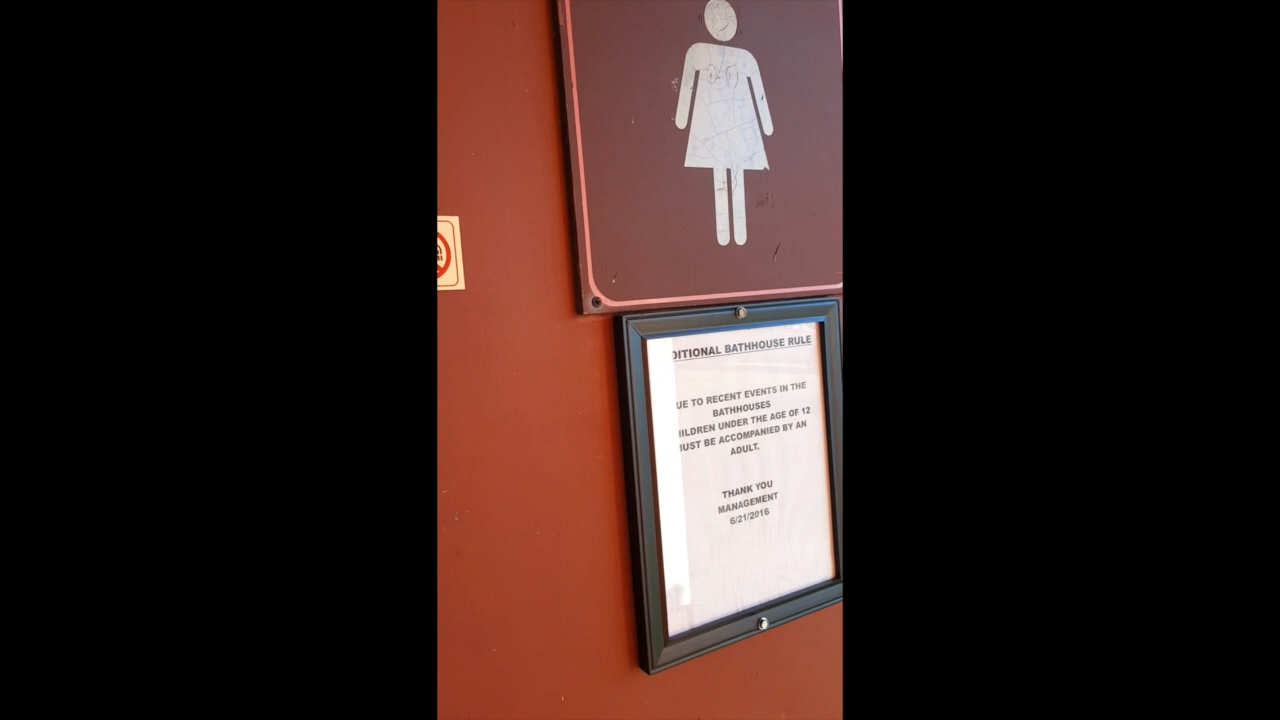 DITIONAL BATHHOUSE RULE
UE TO RECENT EVENTS IN THE
BATHHOUSES
HILDREN UNDER THE AGE OF 12
MUST BE ACCOMPANIED BY AN
ADULT.
THANK YOU
MANAGEMENT
6/21/2016